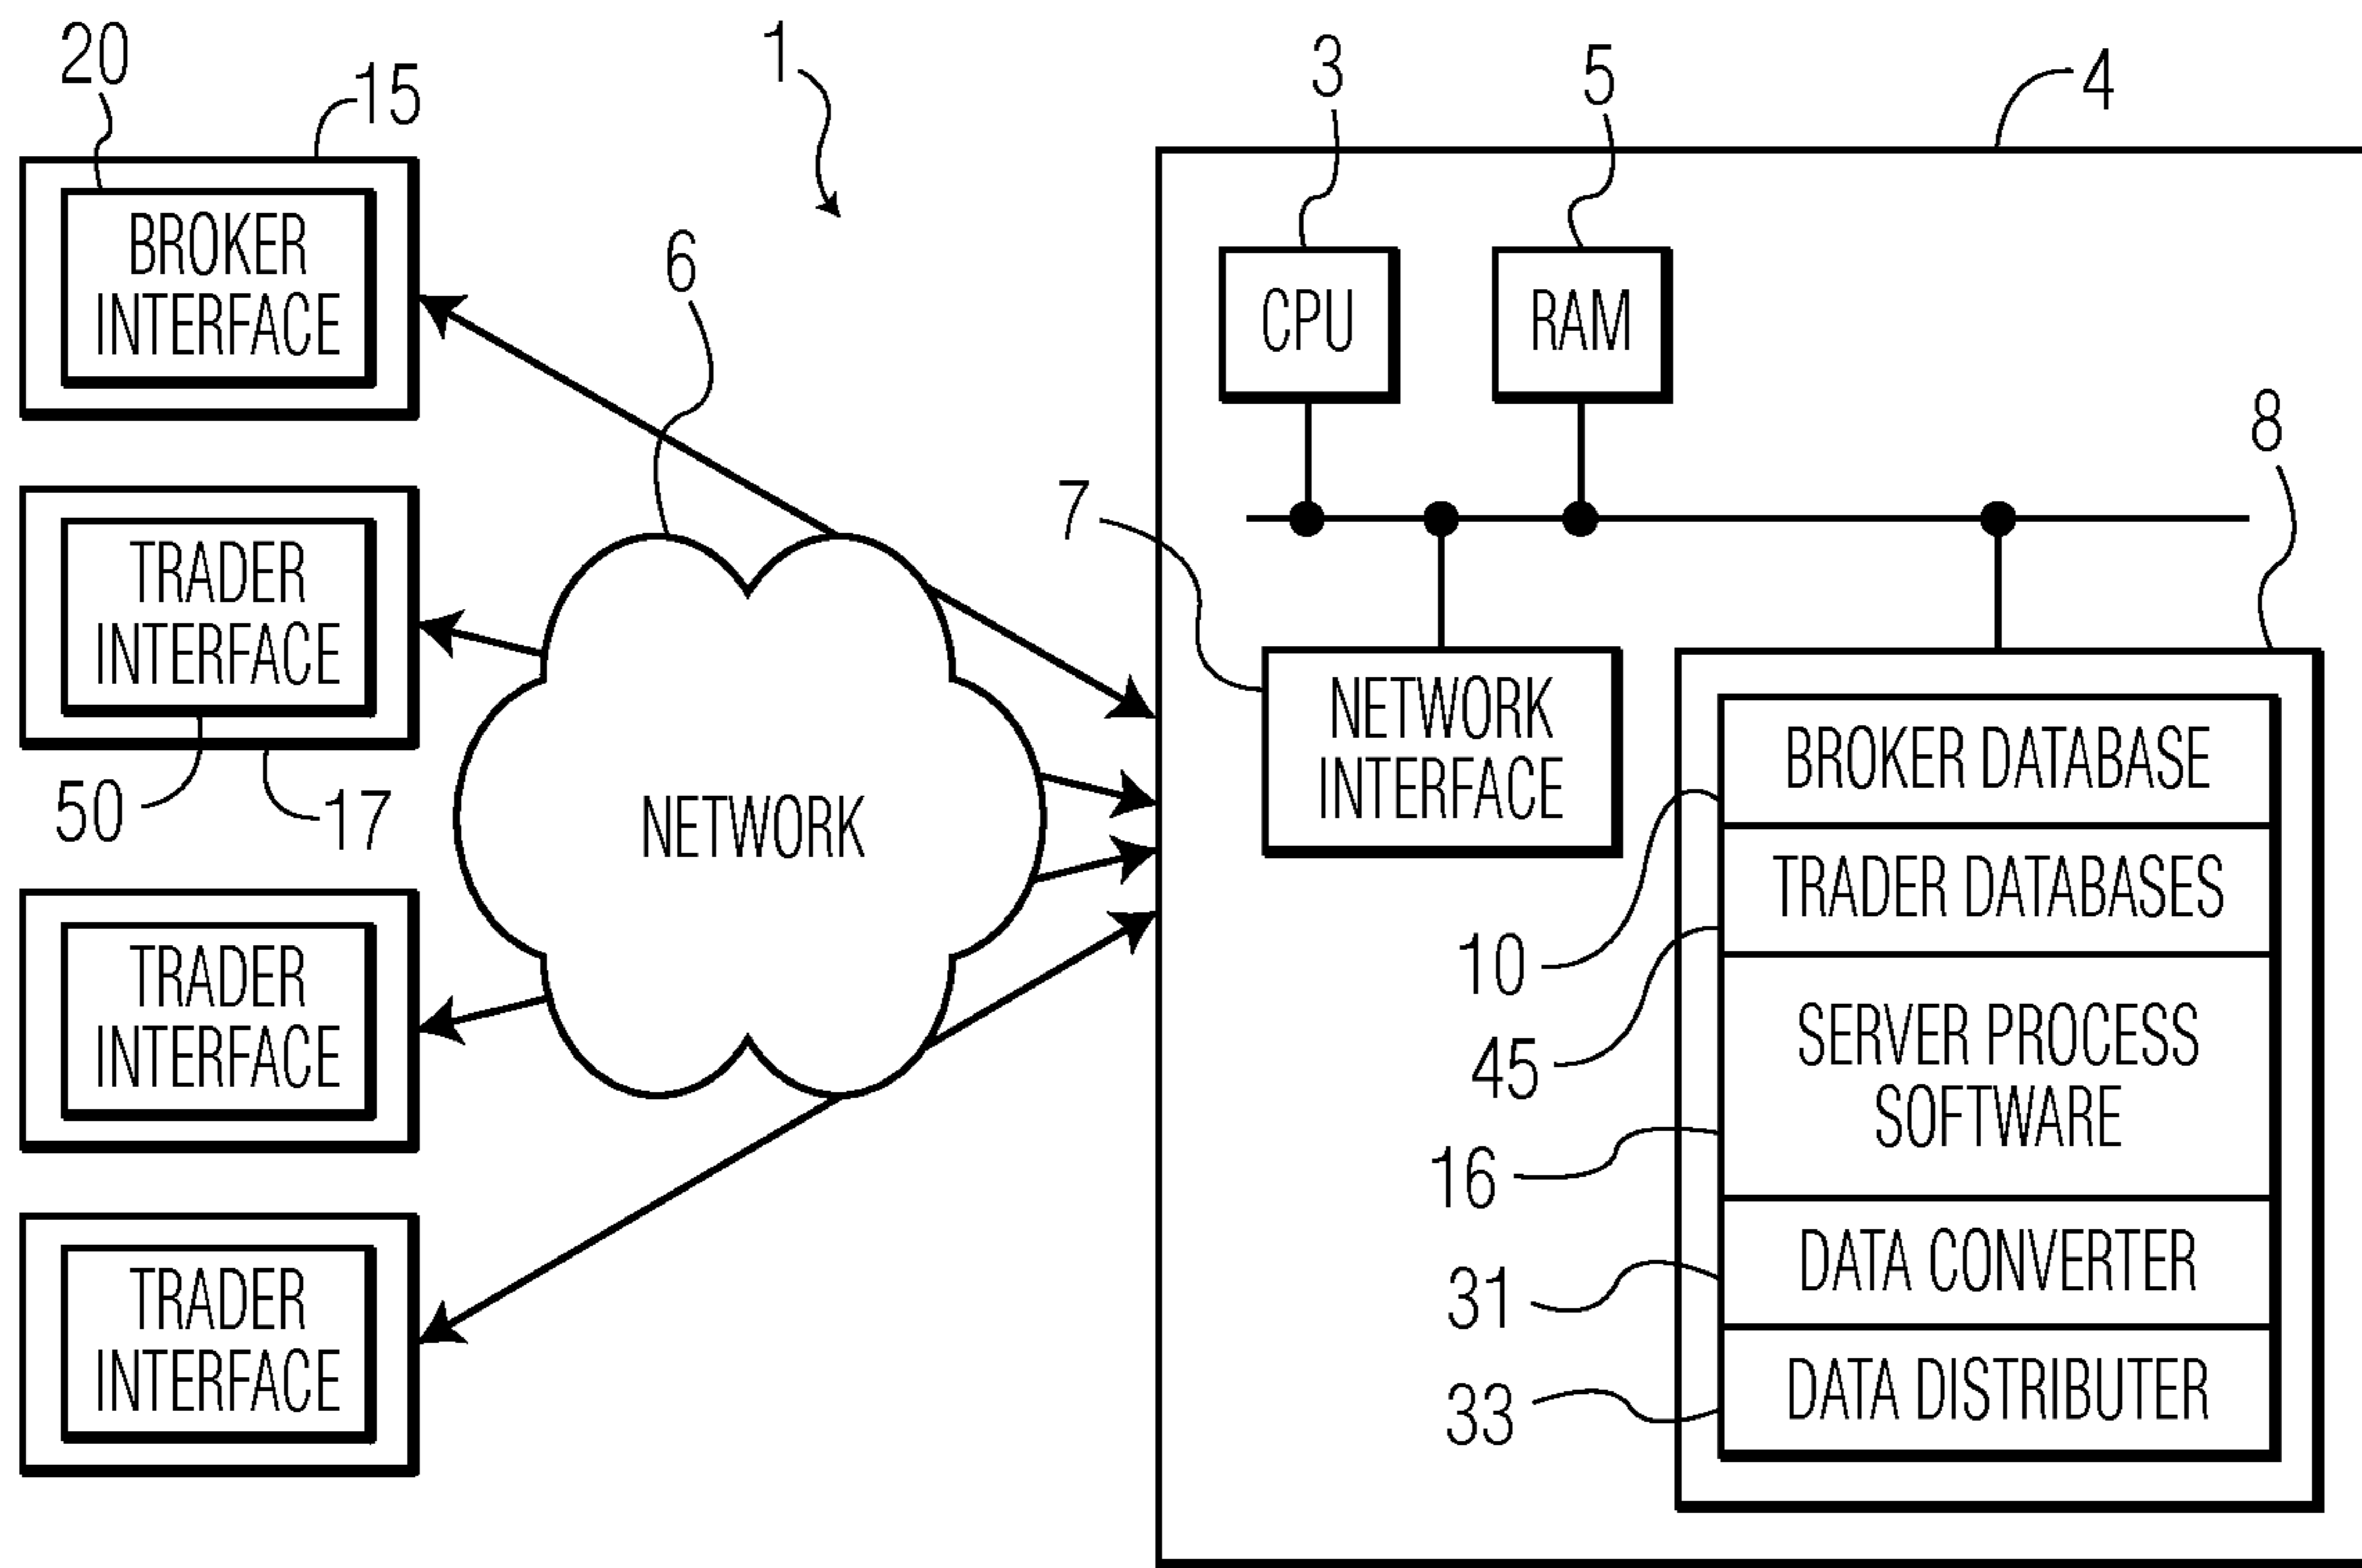 20
15
BROKER
INTERFACE
TRADER
INTERFACE
50
17
TRADER
INTERFACE
TRADER
INTERFACE
1
6
NETWORK
3
5
4
CPU
RAM
7
8
NETWORK
INTERFACE
BROKER DATABASE
TRADER DATABASES
SERVER PROCESS
SOFTWARE
DATA CONVERTER
DATA DISTRIBUTER
10
45
16
31
33